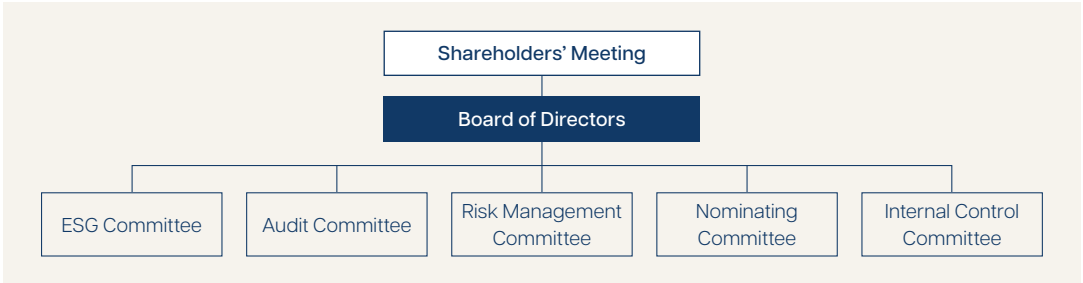 Shareholders’ Meeting
Board of Directors
ESG Committee
Audit Committee
Risk Management
Committee
Nominating
Committee
Internal Control
Committee